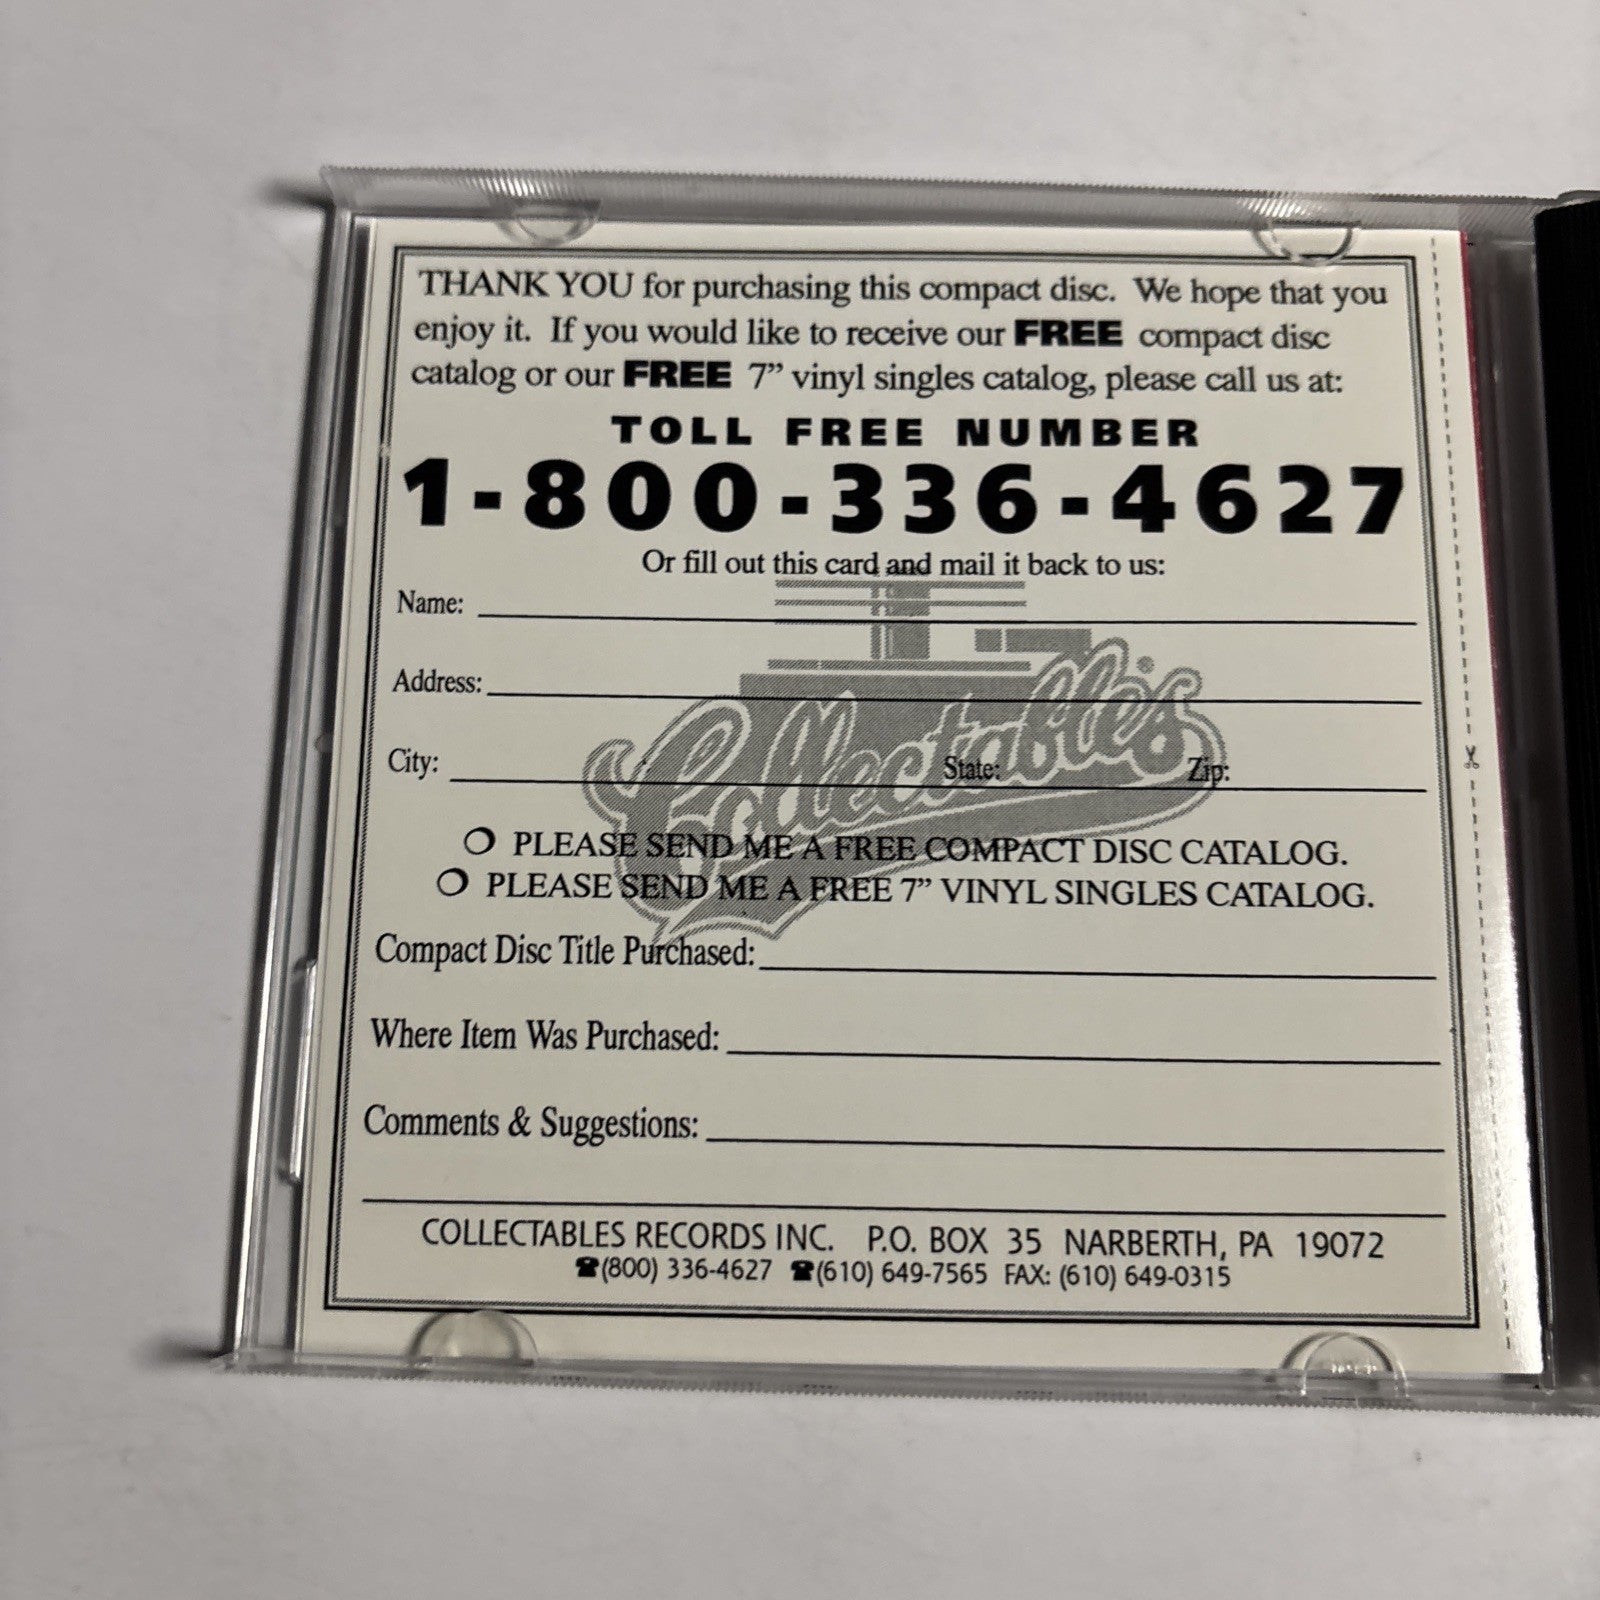 THANK YOU for purchasing this compact disc. We hope that you
enjoy it. If you would like to receive our FREE compact disc
catalog or our FREE 7” vinyl singles catalog, please call us at:
TOLL FREE NUMBER
1-800-336-4627
Or fill out this card and mail it back to us:
Name:
Address:
City: State: Zip:
Collectables
PLEASE SEND ME A FREE COMPACT DISC CATALOG.
PLEASE SEND ME A FREE 7” VINYL SINGLES CATALOG.
Compact Disc Title Purchased:
Where Item Was Purchased:
Comments & Suggestions:
COLLECTABLES RECORDS INC. P.O. BOX 35 NARBERTH, PA 19072
☎(800) 336-4627 ☎(610) 649-7565 FAX: (610) 649-0315